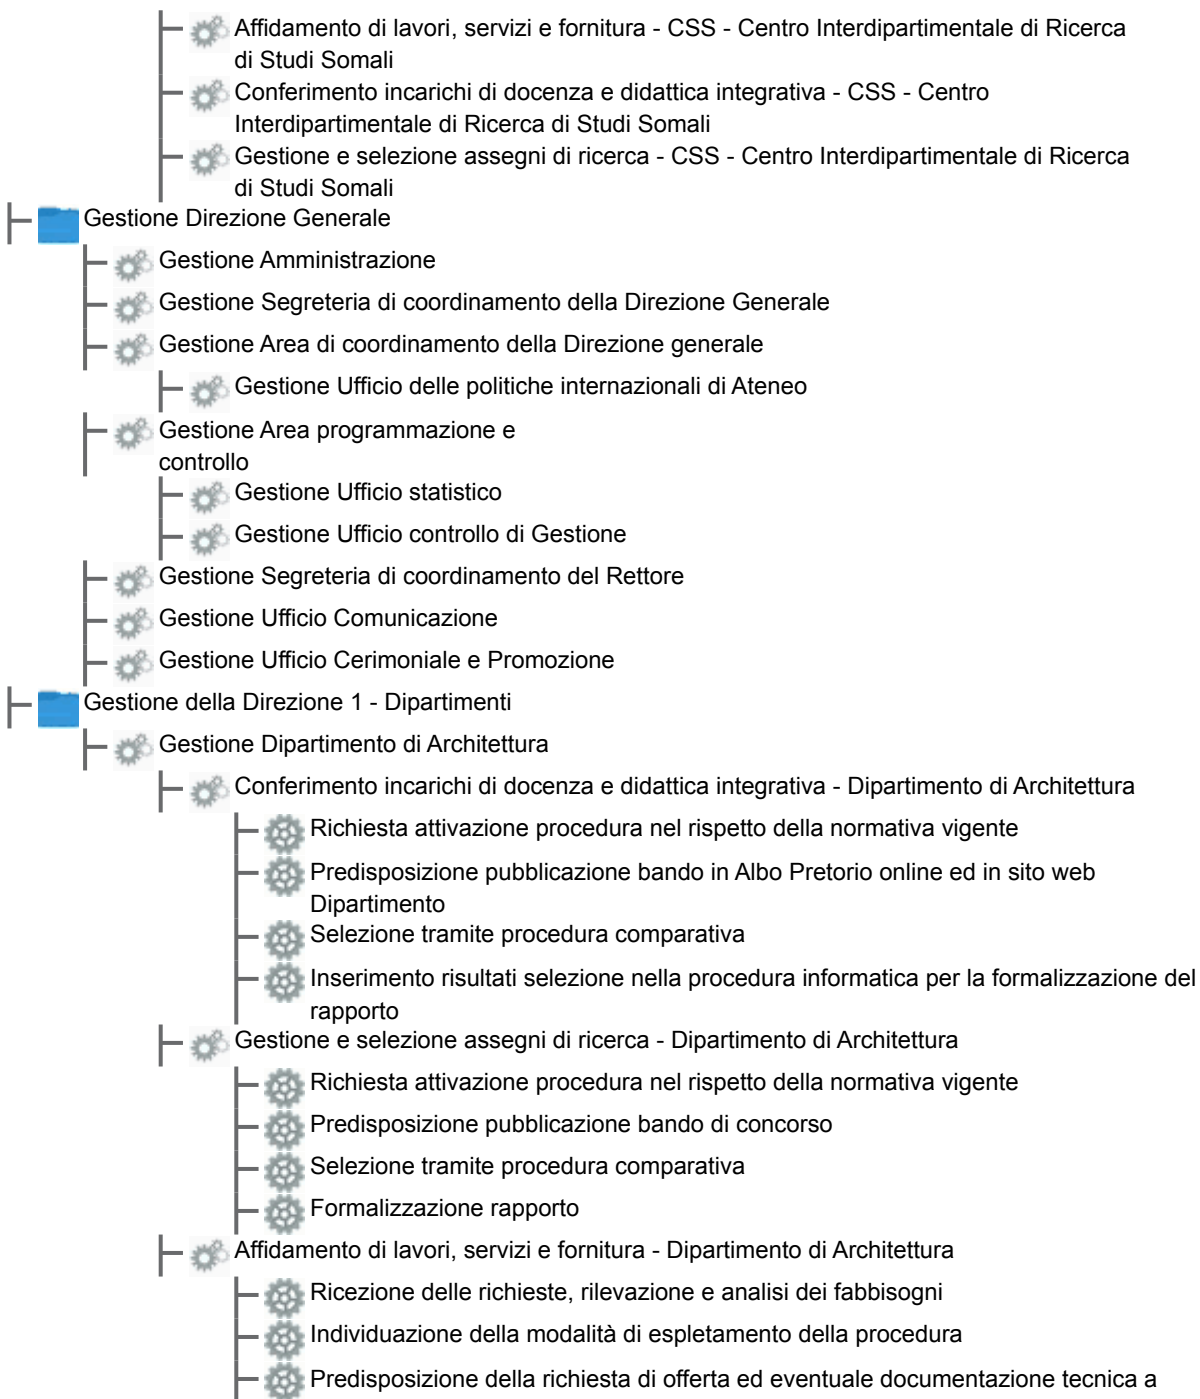 Affidamento di lavori, servizi e fornitura - CSS - Centro Interdipartimentale di Ricerca
di Studi Somali
Conferimento incarichi di docenza e didattica integrativa - CSS - Centro
Interdipartimentale di Ricerca di Studi Somali
Gestione e selezione assegni di ricerca - CSS - Centro Interdipartimentale di Ricerca
di Studi Somali
Gestione Direzione Generale
Gestione Amministrazione
Gestione Segreteria di coordinamento della Direzione Generale
Gestione Area di coordinamento della Direzione generale
Gestione Ufficio delle politiche internazionali di Ateneo
Gestione Area programmazione e
controllo
Gestione Ufficio statistico
Gestione Ufficio controllo di Gestione
Gestione Segreteria di coordinamento del Rettore
Gestione Ufficio Comunicazione
Gestione Ufficio Cerimoniale e Promozione
Gestione della Direzione 1 - Dipartimenti
Gestione Dipartimento di Architettura
Conferimento incarichi di docenza e didattica integrativa - Dipartimento di Architettura
Richiesta attivazione procedura nel rispetto della normativa vigente
Predisposizione pubblicazione bando in Albo Pretorio online ed in sito web
Dipartimento
Selezione tramite procedura comparativa
Inserimento risultati selezione nella procedura informatica per la formalizzazione del
rapporto
Gestione e selezione assegni di ricerca - Dipartimento di Architettura
Richiesta attivazione procedura nel rispetto della normativa vigente
Predisposizione pubblicazione bando di concorso
Selezione tramite procedura comparativa
Formalizzazione rapporto
Affidamento di lavori, servizi e fornitura - Dipartimento di Architettura
Ricezione delle richieste, rilevazione e analisi dei fabbisogni
Individuazione della modalità di espletamento della procedura
Predisposizione della richiesta di offerta ed eventuale documentazione tecnica a